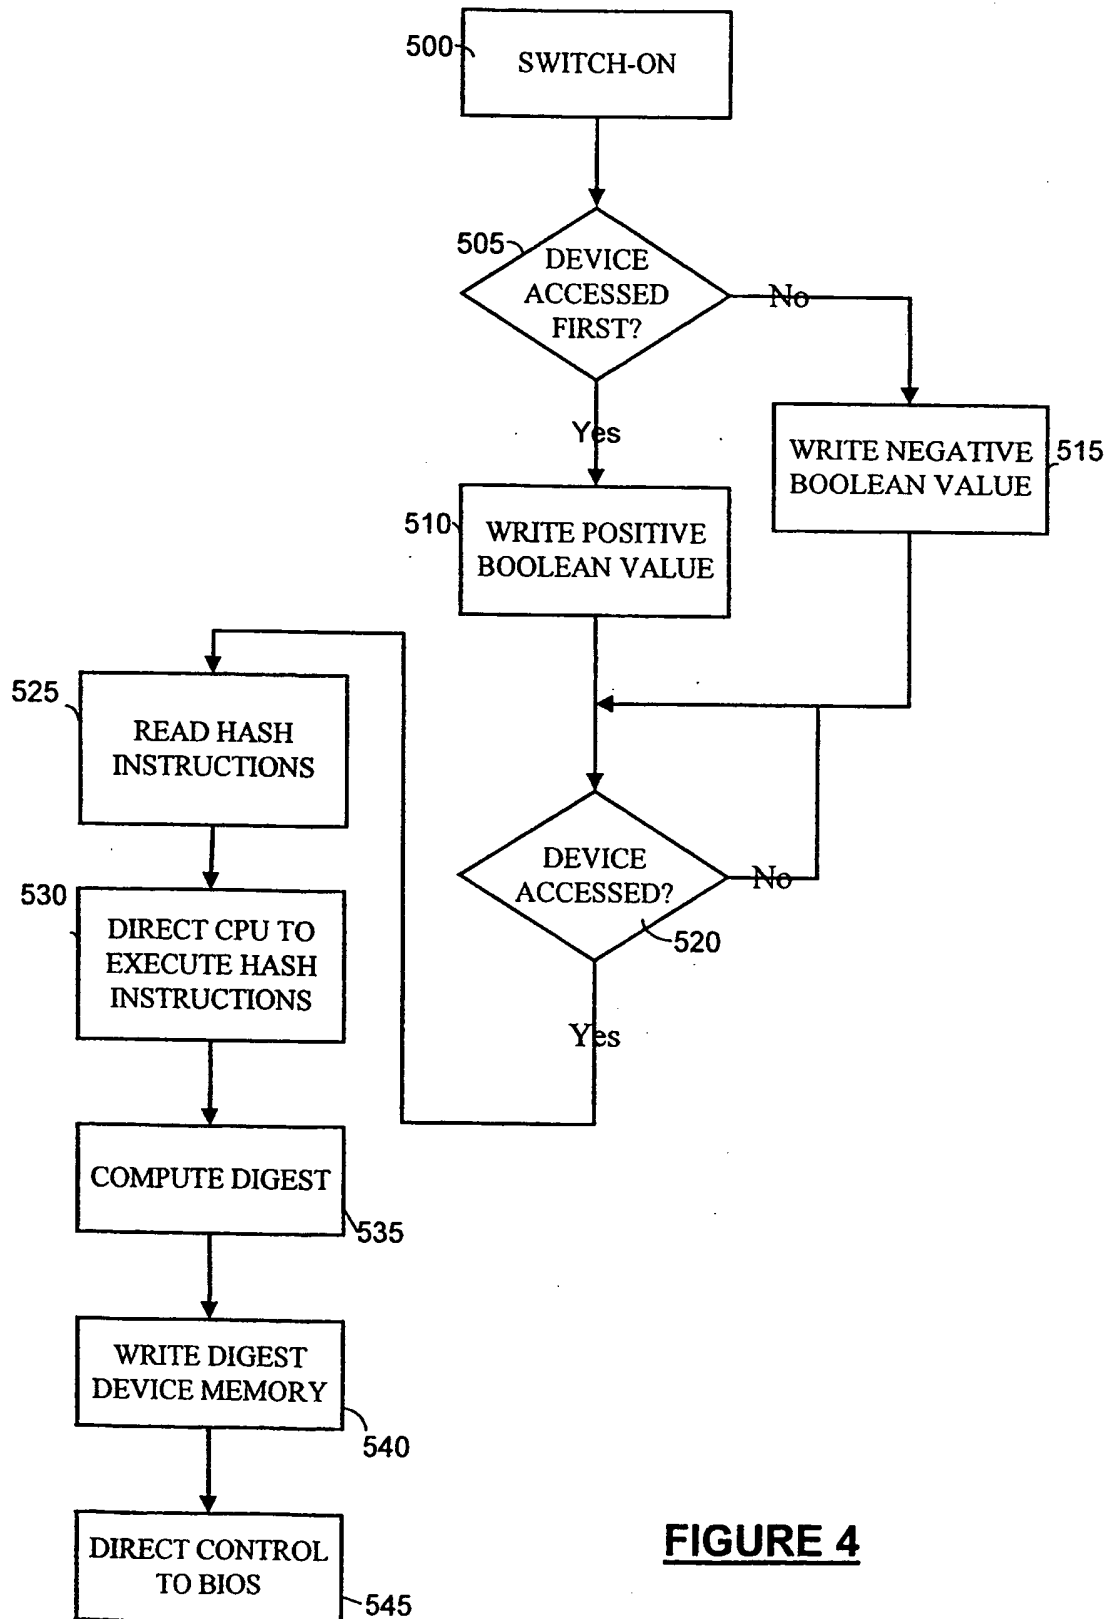 500
SWITCH-ON
505
DEVICE
ACCESSED
FIRST?
No
Yes
WRITE NEGATIVE
BOOLEAN VALUE
515
510
WRITE POSITIVE
BOOLEAN VALUE
DEVICE
ACCESSED?
No
520
Yes
525
READ HASH
INSTRUCTIONS
530
DIRECT CPU TO
EXECUTE HASH
INSTRUCTIONS
COMPUTE DIGEST
535
WRITE DIGEST
DEVICE MEMORY
540
DIRECT CONTROL
TO BIOS
545
FIGURE 4